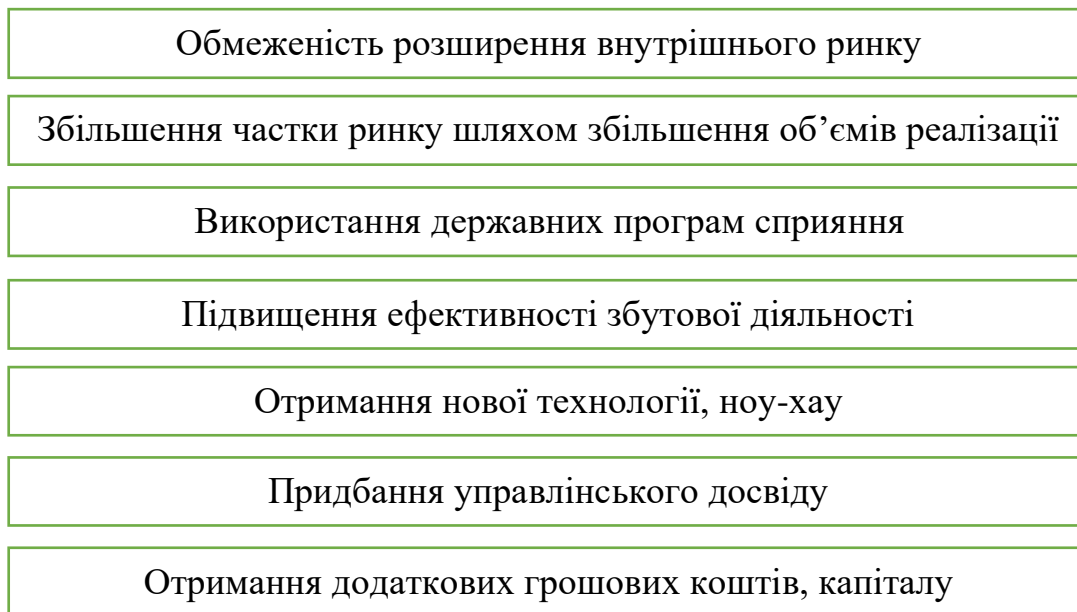 Обмеженість розширення внутрішнього ринку
Збільшення частки ринку шляхом збільшення об’ємів реалізації
Використання державних програм сприяння
Підвищення ефективності збутової діяльності
Отримання нової технології, ноу-хау
Придбання управлінського досвіду
Отримання додаткових грошових коштів, капіталу